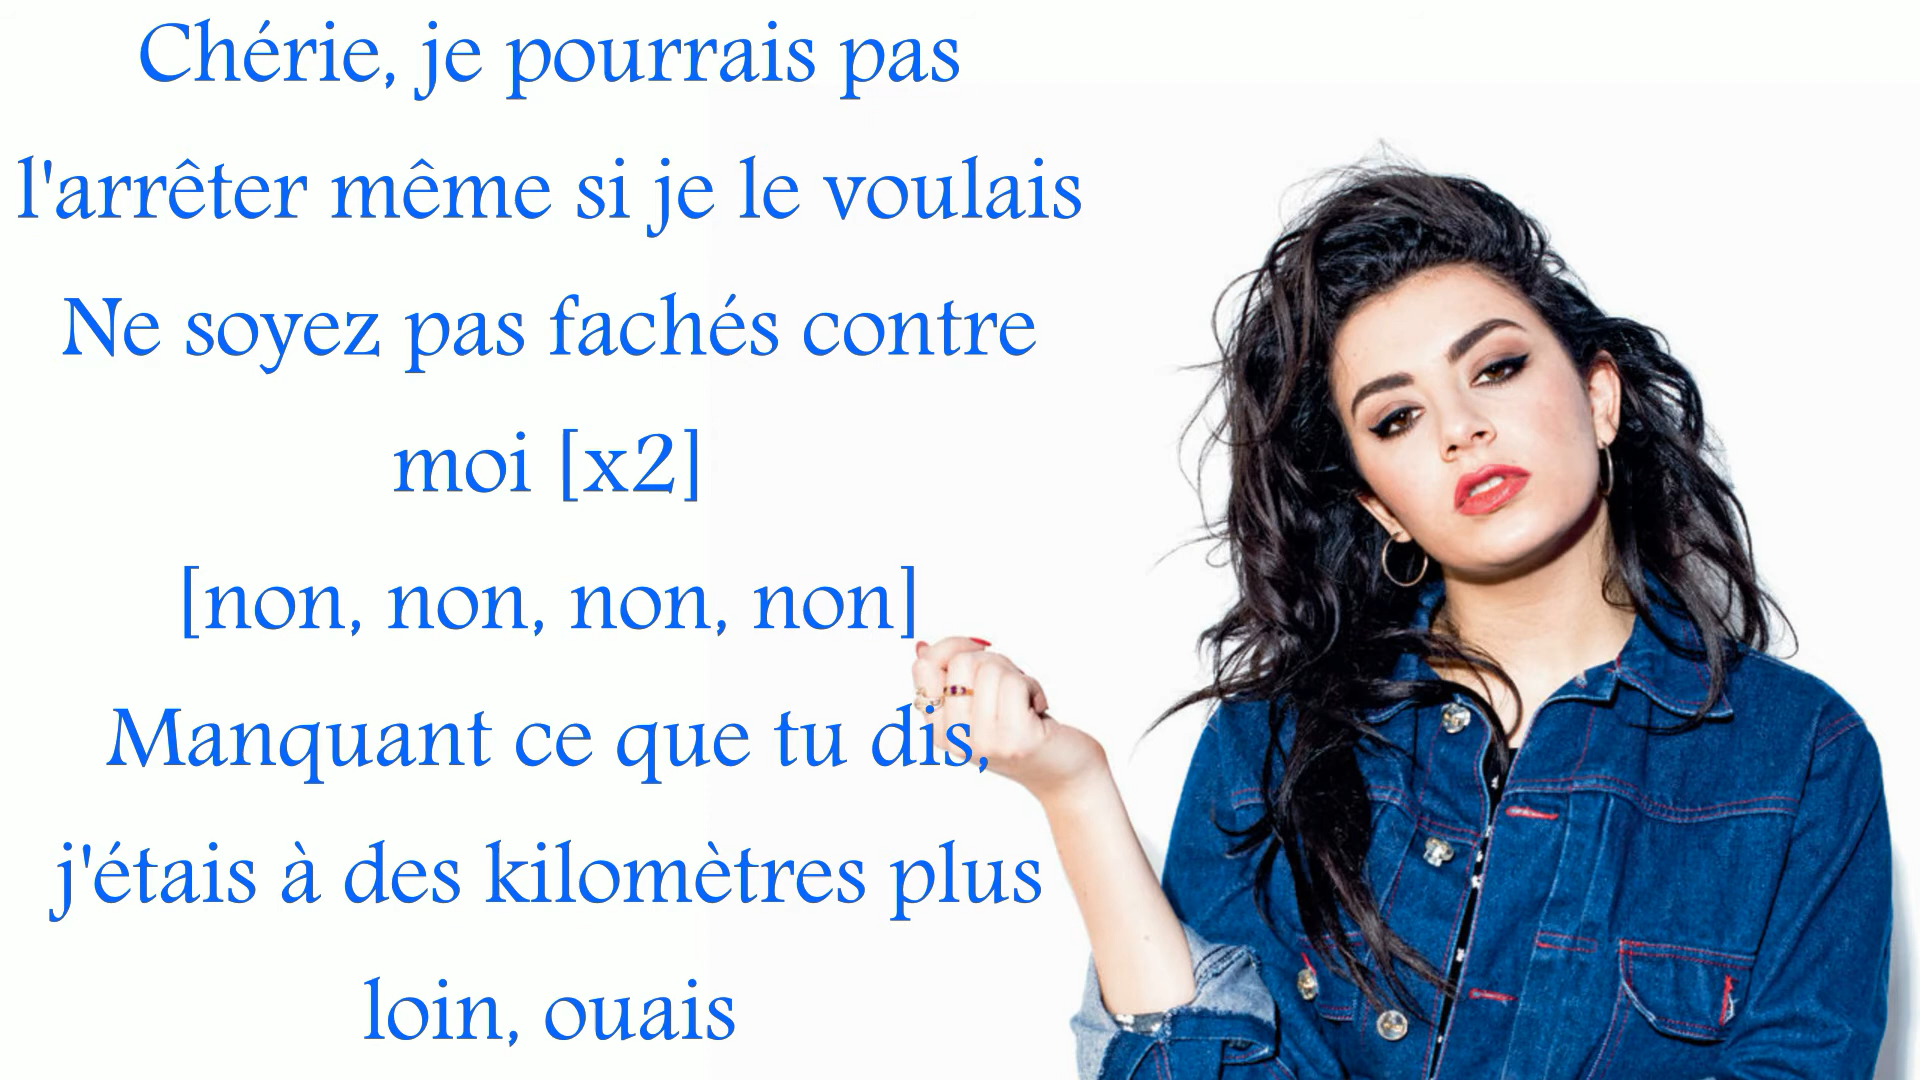 Chérie, je pourrais pas
l'arrêter même si je le voulais
Ne soyez pas fachés contre
moi [x2]
[non, non, non, non]
Manquant ce que tu dis,
j'étais à des kilomètres plus
loin, ouais